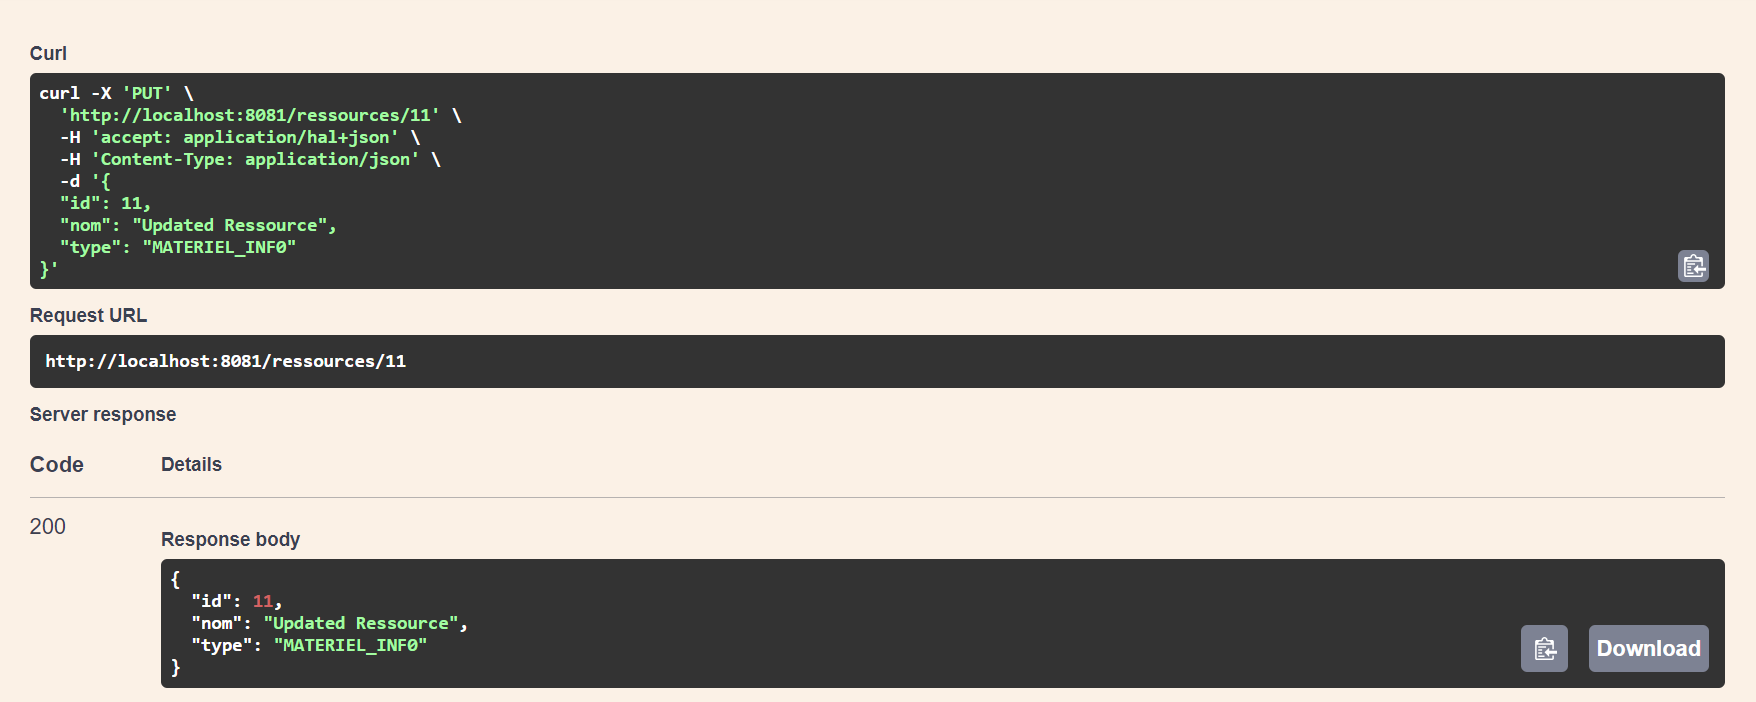 Curl
curl -X 'PUT' \
  'http://localhost:8081/ressources/11' \
  -H 'accept: application/hal+json' \
  -H 'Content-Type: application/json' \
  -d '{
  "id": 11,
  "nom": "Updated Ressource",
  "type": "MATERIEL_INF0"
}'
Request URL
http://localhost:8081/ressources/11
Server response
Code Details
200
Response body
{
  "id": 11,
  "nom": "Updated Ressource",
  "type": "MATERIEL_INF0"
}
Download